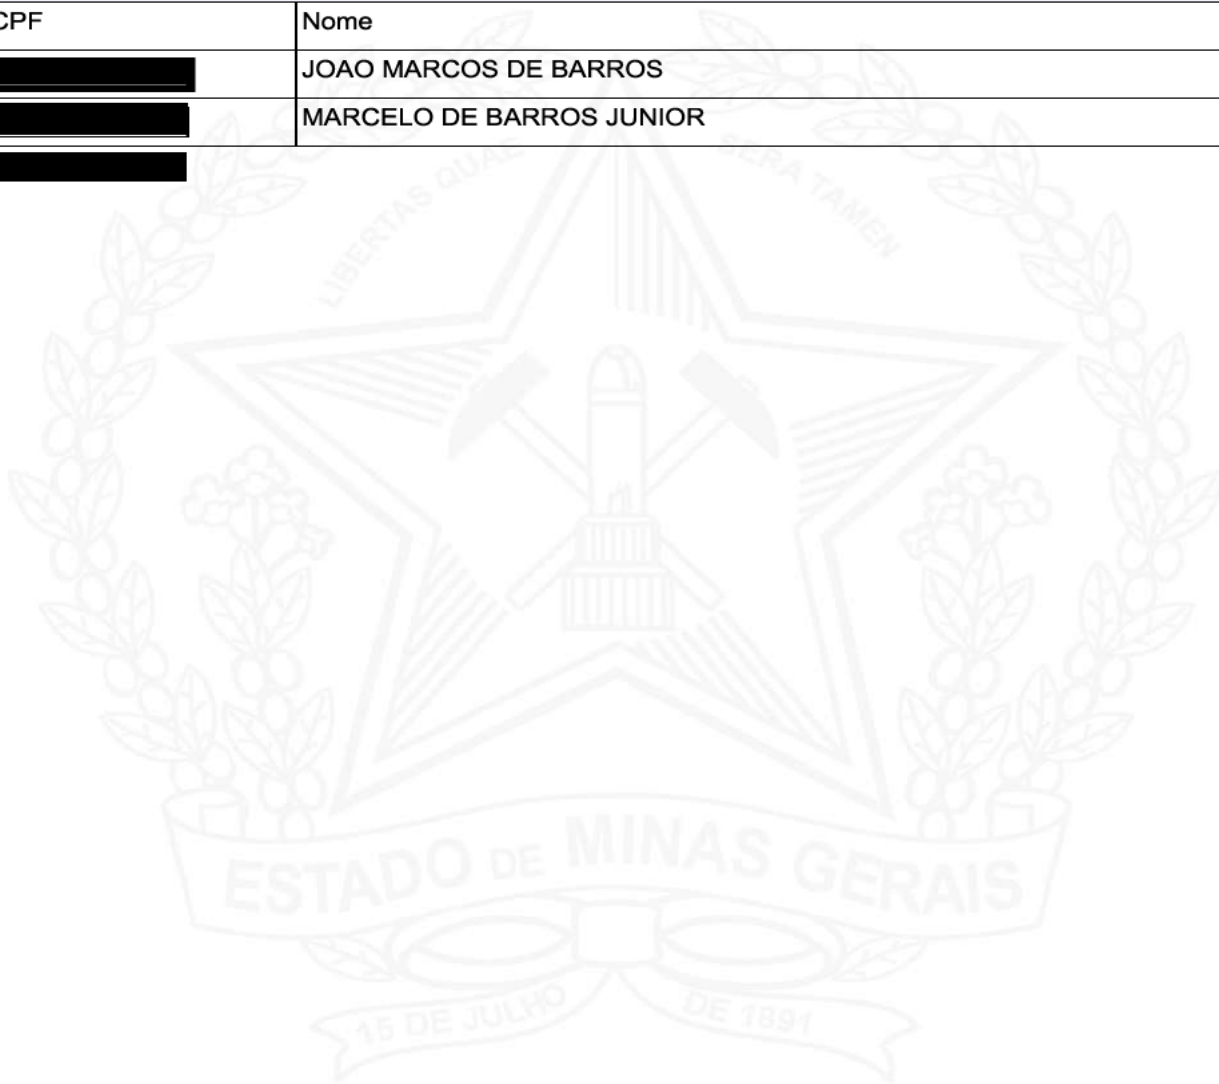 CPF Nome
JOAO MARCOS DE BARROS
MARCELO DE BARROS JUNIOR
LIBERTAS QUAE SERA TAMEN
ESTADO DE MINAS GERAIS
15 DE JULHO DE 1891